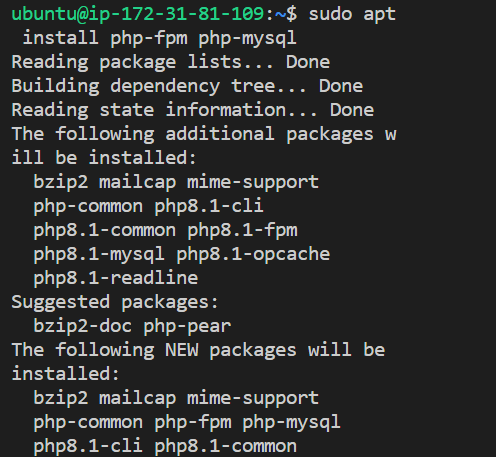 ubuntu@ip-172-31-81-109:~$ sudo apt
 install php-fpm php-mysql
Reading package lists... Done
Building dependency tree... Done
Reading state information... Done
The following additional packages w
ill be installed:
  bzip2 mailcap mime-support
  php-common php8.1-cli
  php8.1-common php8.1-fpm
  php8.1-mysql php8.1-opcache
  php8.1-readline
Suggested packages:
  bzip2-doc php-pear
The following NEW packages will be
installed:
  bzip2 mailcap mime-support
  php-common php-fpm php-mysql
  php8.1-cli php8.1-common